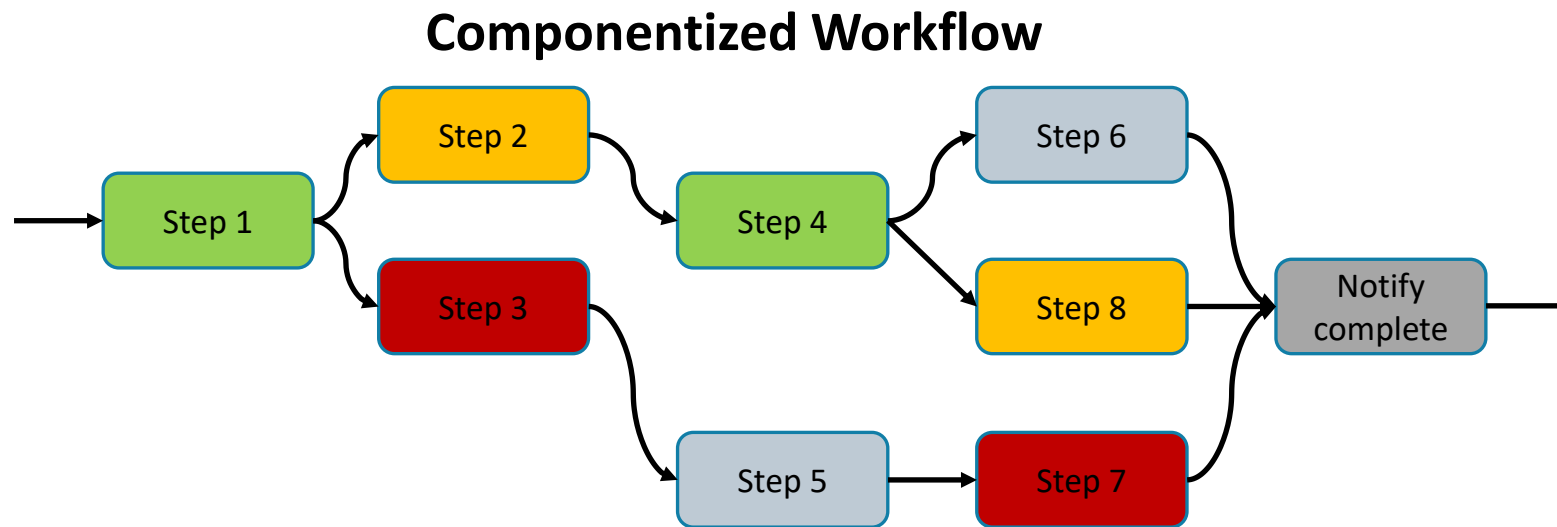 Componentized Workflow
Step 2
Step 6
Step 1
Step 4
Step 3
Step 8
Notify
complete
Step 5
Step 7